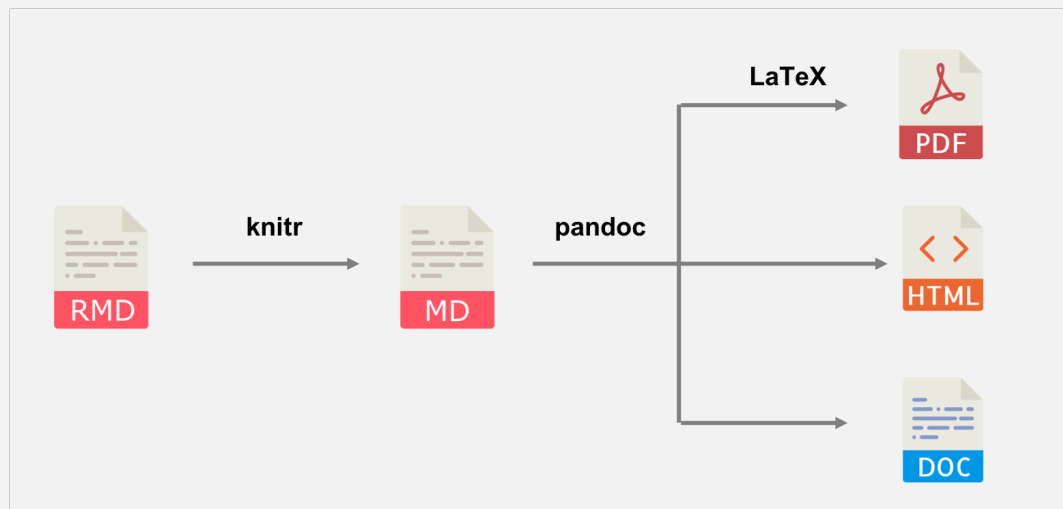 LaTeX
PDF
knitr
pandoc
RMD
MD
HTML
DOC